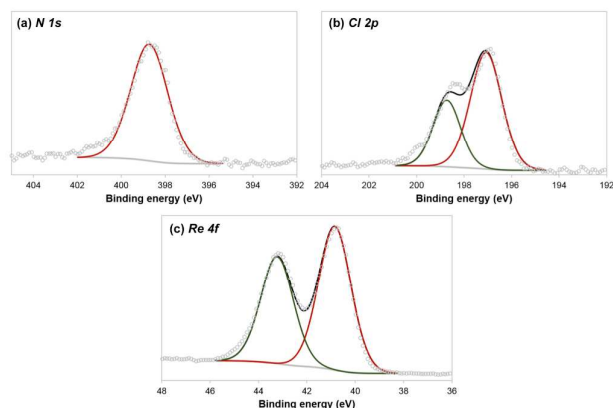 (a) N 1s
404 402 400 398 396 394 392
Binding energy (eV)
(b) Cl 2p
204 202 200 198 196 194 192
Binding energy (eV)
(c) Re 4f
48 46 44 42 40 38 36
Binding energy (eV)